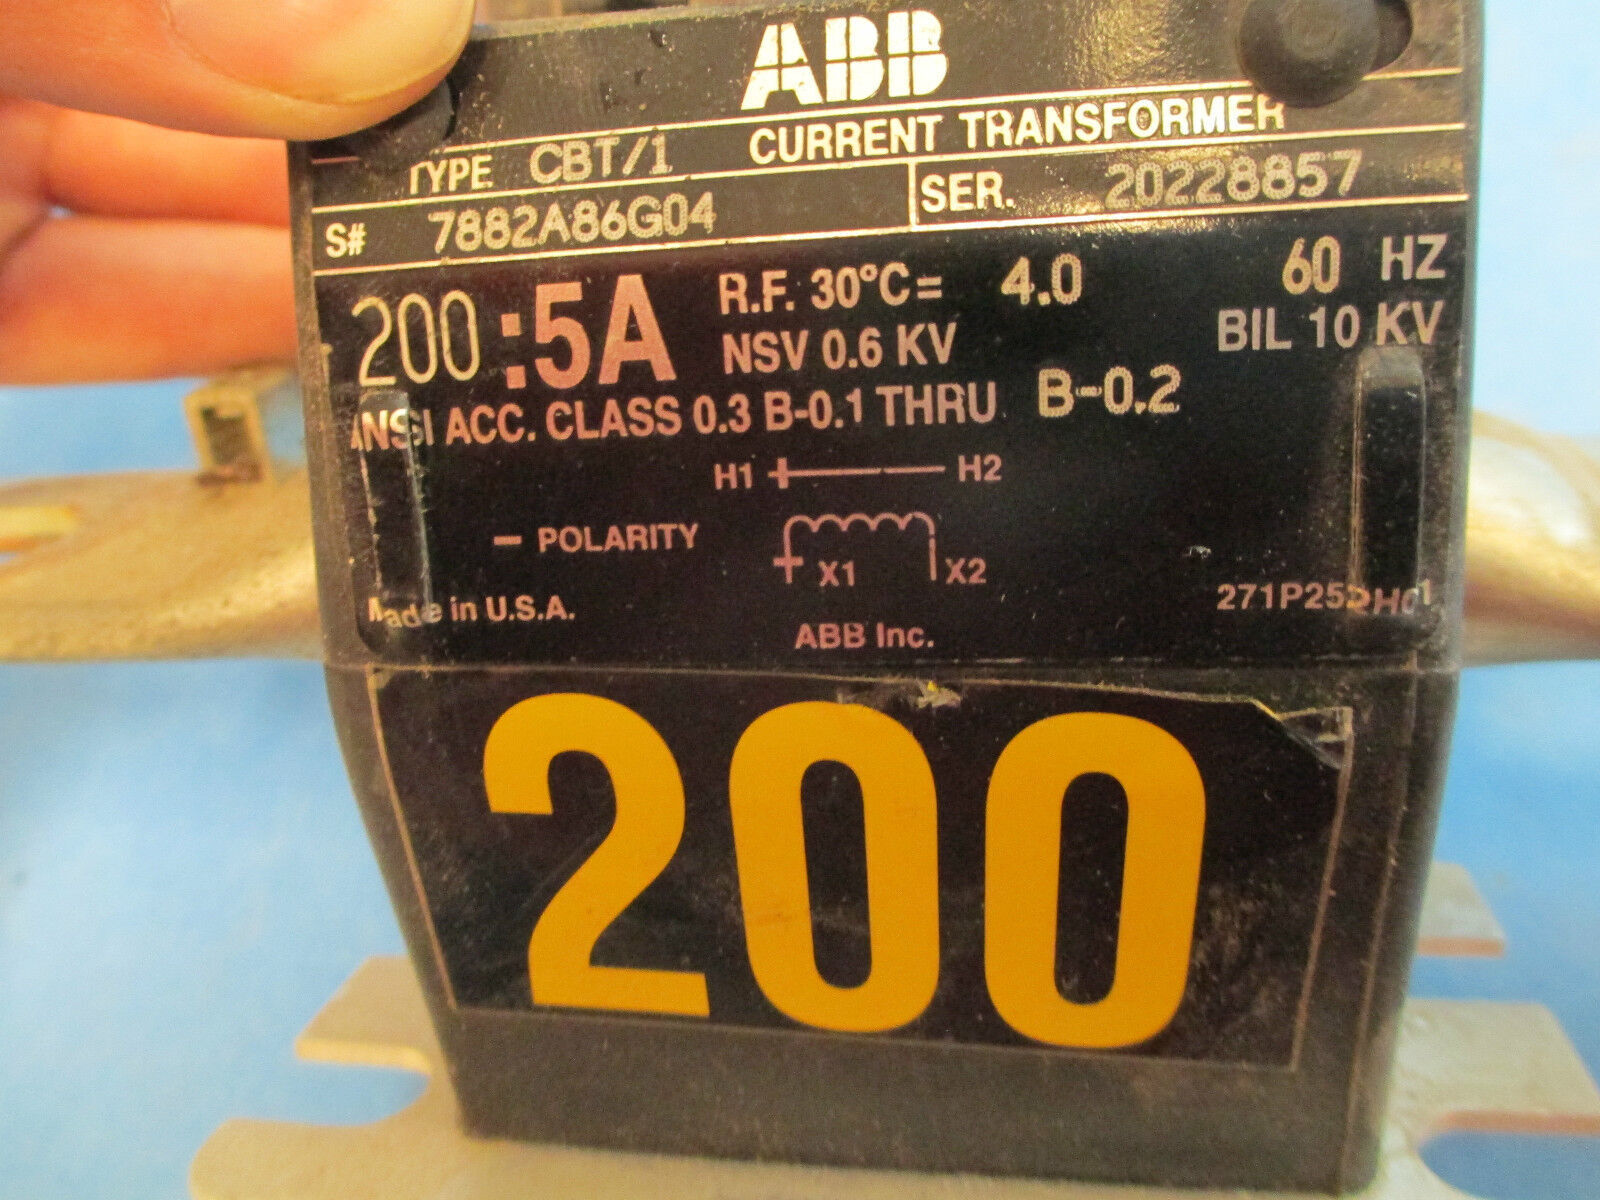 ABB
CURRENT TRANSFORMER
TYPE CBT/1
S# 7882A86G04
SER. 20228857
200 :5A
R.F. 30°C = 4.0 60 HZ
NSV 0.6 KV BIL 10 KV
ANSI ACC. CLASS 0.3 B-0.1 THRU B-0.2
H1 H2
– POLARITY
X1 X2
Made in U.S.A.
ABB Inc.
200